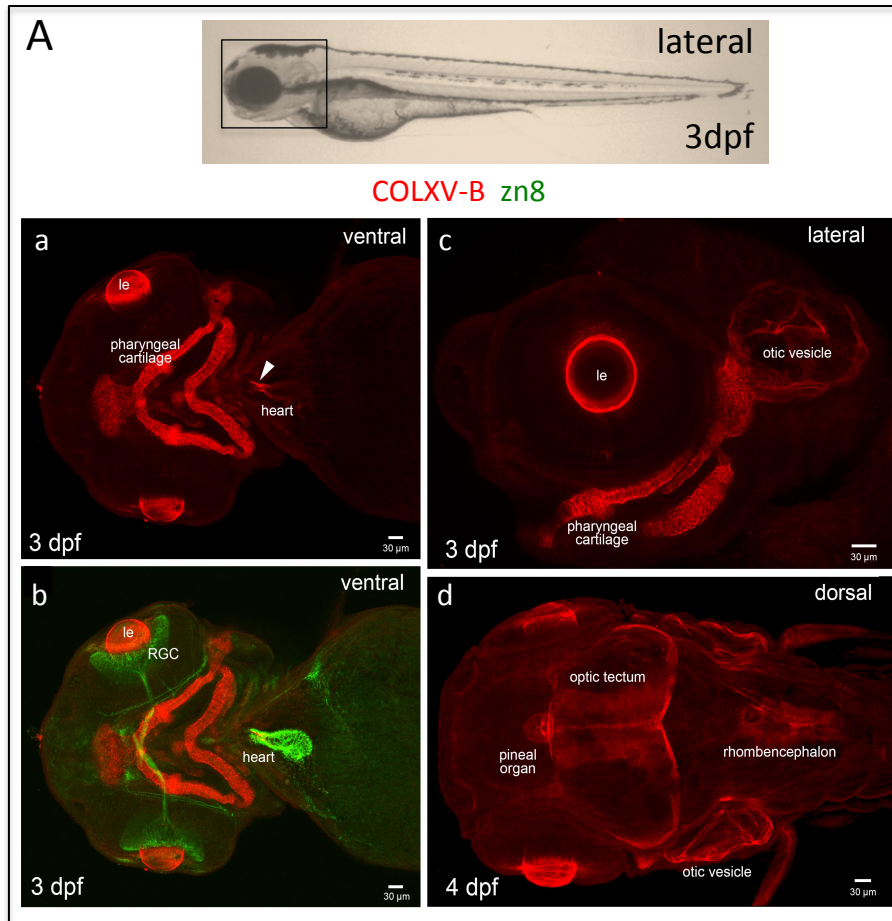 A
lateral
3dpf
COLXV-B zn8
a
ventral
le
pharyngeal
cartilage
heart
3 dpf
30 µm
c
lateral
le
otic vesicle
pharyngeal
cartilage
3 dpf
30 µm
b
ventral
le
RGC
heart
3 dpf
30 µm
d
dorsal
optic tectum
pineal
organ
rhombencephalon
otic vesicle
4 dpf
30 µm